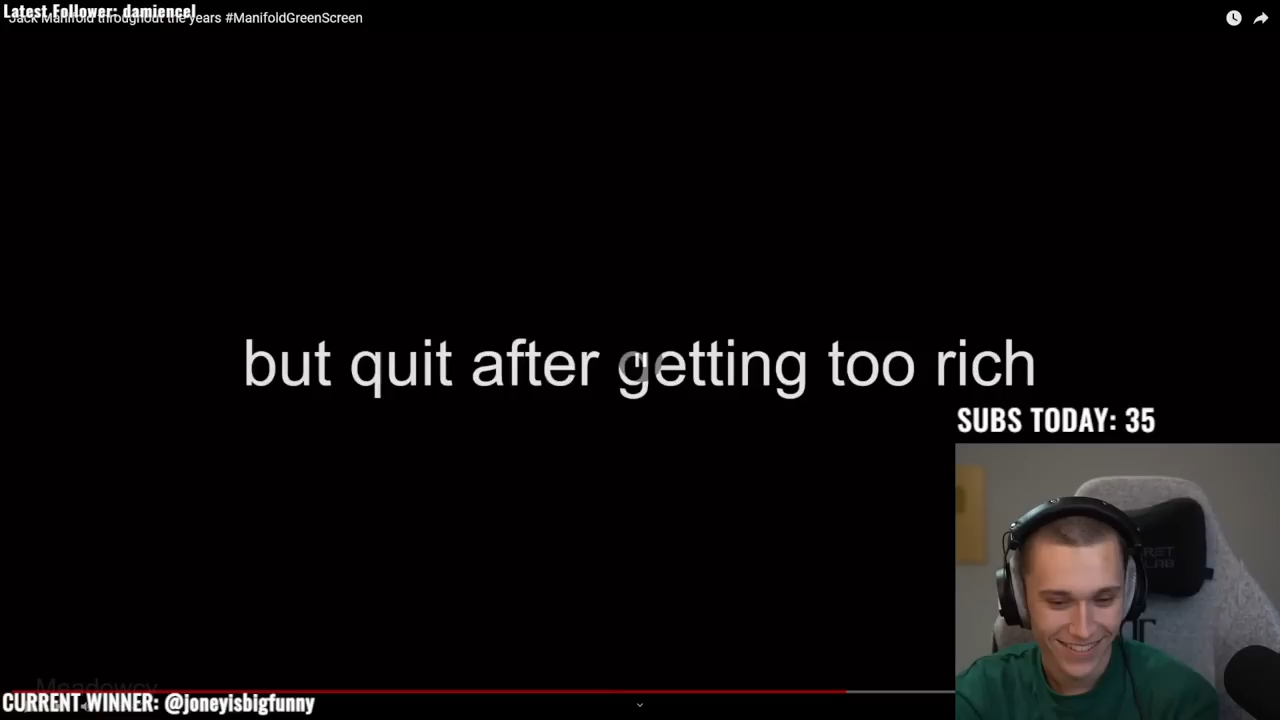 Latest Follower: damiencel
Jack Manifold throughout the years #ManifoldGreenScreen
but quit after getting too rich
SUBS TODAY: 35
CURRENT WINNER: @joneyisbigfunny